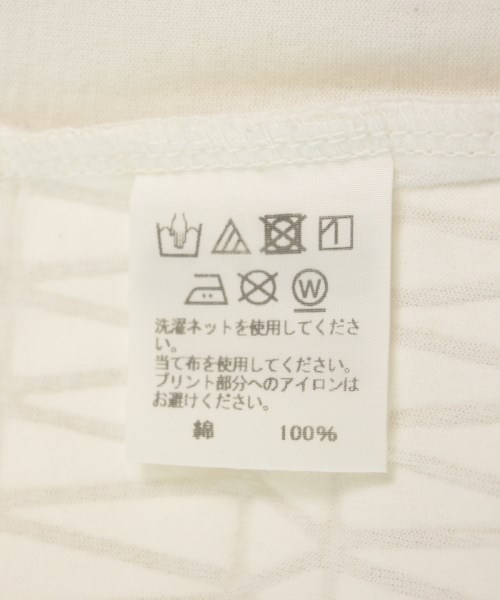 W
洗濯ネットを使用してくださ
い。
当て布を使用してください。
プリント部分へのアイロンは
お避けください。
綿 100%